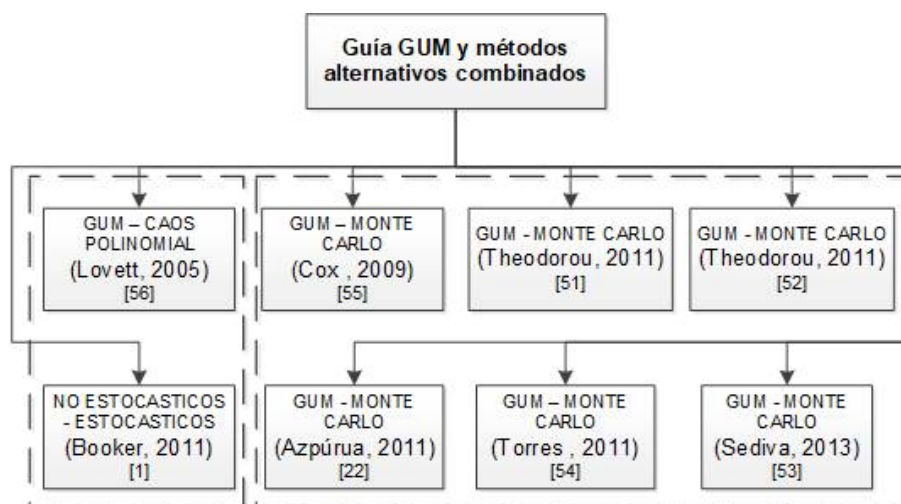 Guía GUM y métodos
alternativos combinados
GUM – CAOS
POLINOMIAL
(Lovett, 2005)
[56]
GUM – MONTE
CARLO
(Cox , 2009)
[55]
GUM - MONTE CARLO
(Theodorou, 2011)
[51]
GUM - MONTE CARLO
(Theodorou, 2011)
[52]
NO ESTOCASTICOS
- ESTOCASTICOS
(Booker, 2011)
[1]
GUM - MONTE
CARLO
(Azpúrua, 2011)
[22]
GUM – MONTE
CARLO
(Torres , 2011)
[54]
GUM - MONTE
CARLO
(Sediva, 2013)
[53]